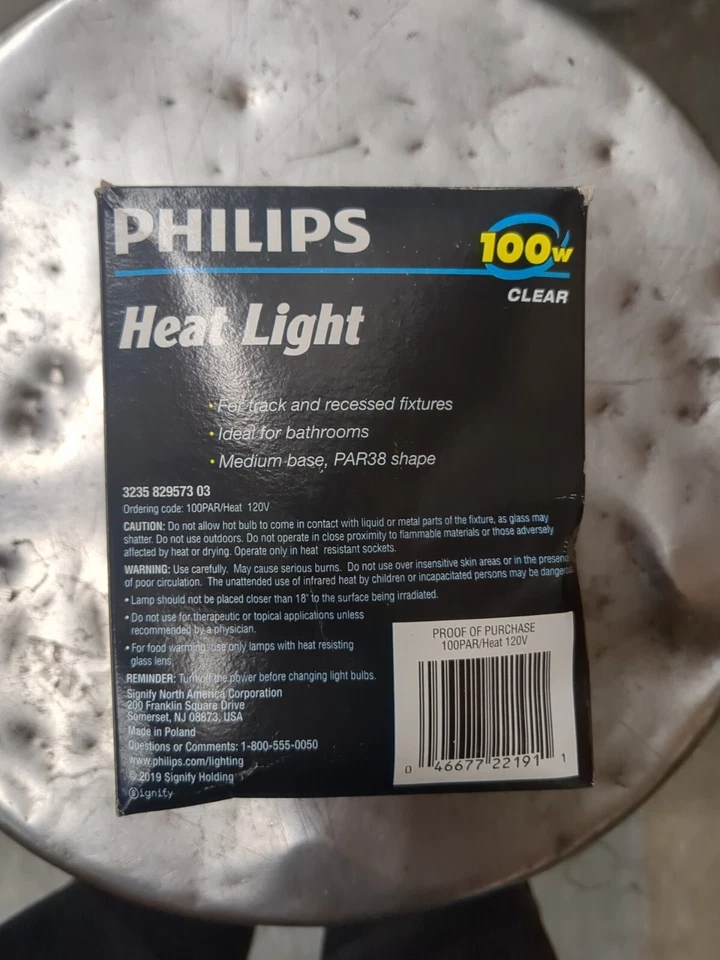 PHILIPS
100w
CLEAR
Heat Light
• For track and recessed fixtures
• Ideal for bathrooms
• Medium base, PAR38 shape
3235 829573 03
Ordering code: 100PAR/Heat 120V
CAUTION: Do not allow hot bulb to come in contact with liquid or metal parts of the fixture, as glass may
shatter. Do not use outdoors. Do not operate in close proximity to flammable materials or those adversely
affected by heat or drying. Operate only in heat resistant sockets.
WARNING: Use carefully. May cause serious burns. Do not use over insensitive skin areas or in the presence
of poor circulation. The unattended use of infrared heat by children or incapacitated persons may be dangerous.
• Lamp should not be placed closer than 18" to the surface being irradiated.
• Do not use for therapeutic or topical applications unless
recommended by a physician.
• For food warming, use only lamps with heat resisting
glass lens.
REMINDER: Turn off the power before changing light bulbs.
Signify North America Corporation
200 Franklin Square Drive
Somerset, NJ 08873, USA
Made in Poland
Questions or Comments: 1-800-555-0050
www.philips.com/lighting
© 2019 Signify Holding
Signify
PROOF OF PURCHASE
100PAR/Heat 120V
0 46677 22191 1